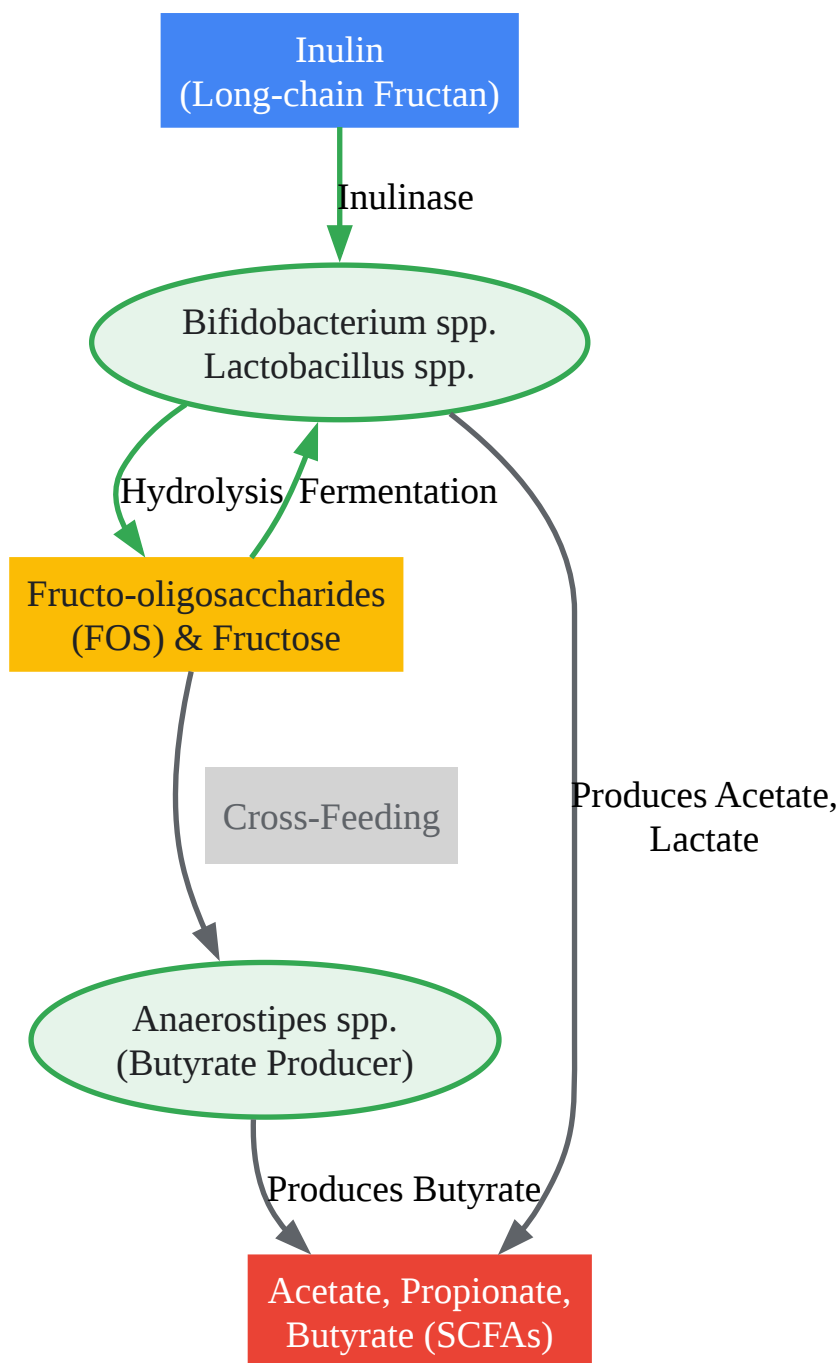 Inulin
(Long-chain Fructan)
Inulinase
Bifidobacterium spp.
Lactobacillus spp.
Hydrolysis
Fermentation
Fructo-oligosaccharides
(FOS) & Fructose
Cross-Feeding
Produces Acetate,
Lactate
Anaerostipes spp.
(Butyrate Producer)
Produces Butyrate
Acetate, Propionate,
Butyrate (SCFAs)